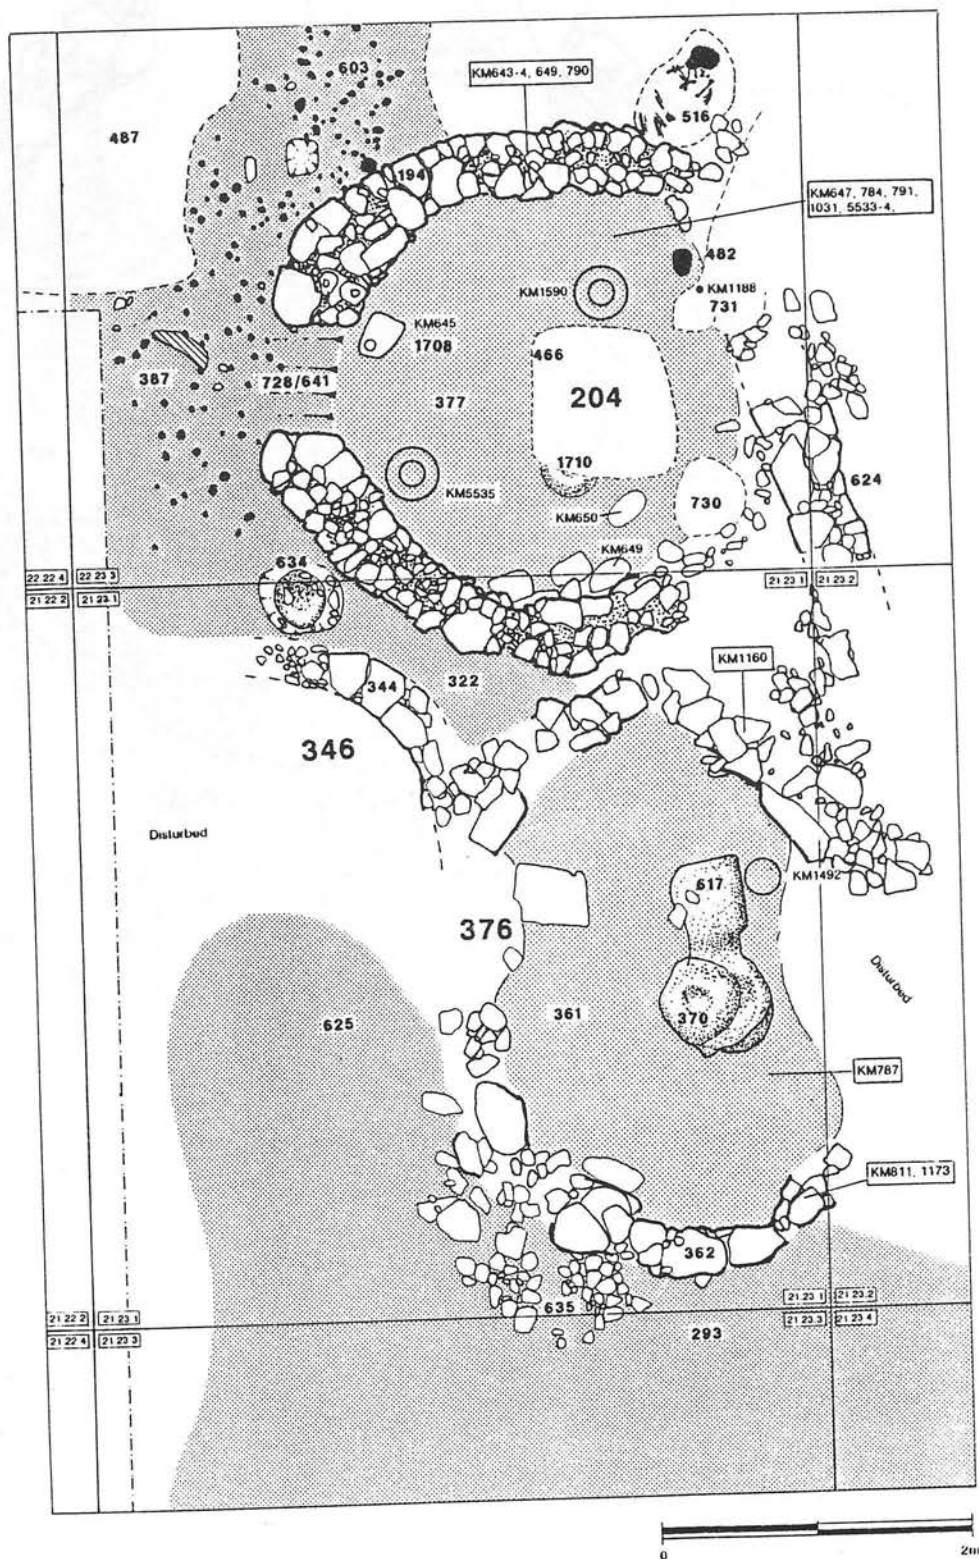 603
KM643-4, 649, 790
516
487
194
KM647, 784, 791,
1031, 5533-4,
482
KM1590
KM1188
731
KM645
1708
466
387
728/641
377
204
1710
624
KM5535
KM650
730
KM649
634
22 22 4
22 23 3
21 23 1
21 23 2
21 22 2
21 23 1
KM1160
344
322
346
Disturbed
KM1492
617
376
Disturbed
625
361
370
KM787
KM811, 1173
362
635
21 22 2
21 23 1
21 23 1
21 23 2
21 22 4
21 23 3
293
21 23 3
21 23 4
0
2m